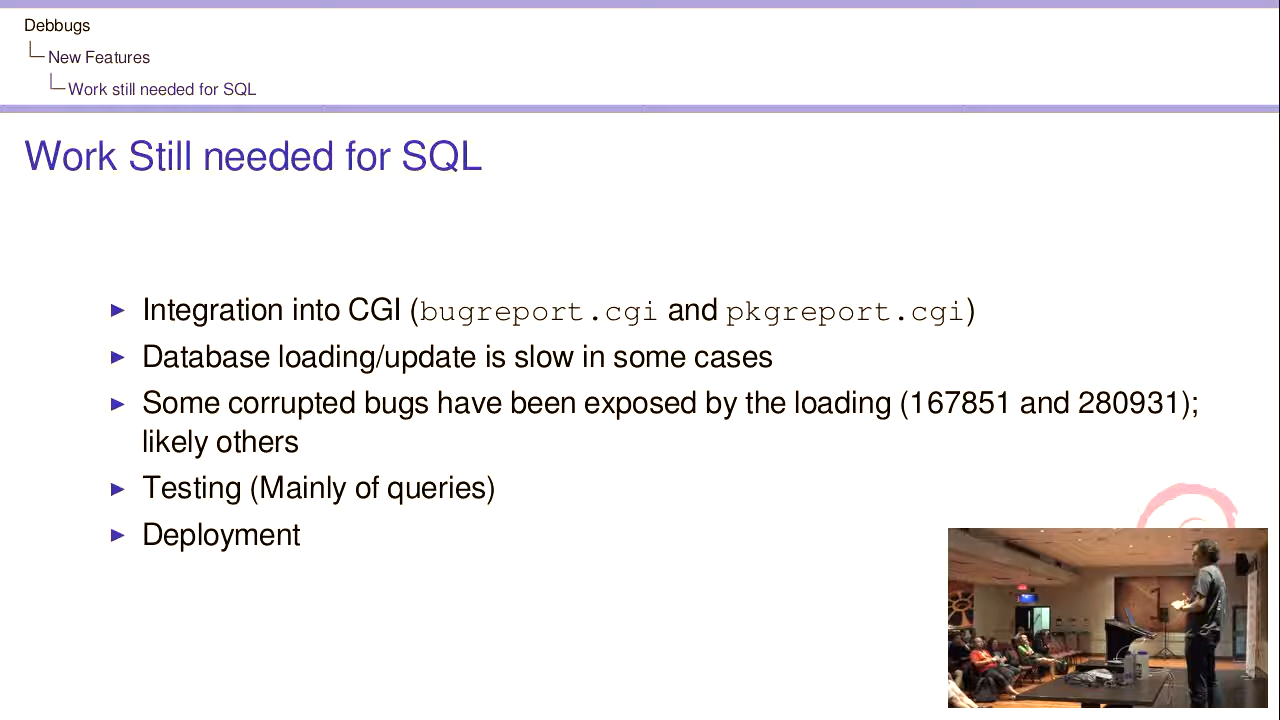 Debbugs
New Features
Work still needed for SQL
Work Still needed for SQL
Integration into CGI (bugreport.cgi and pkgreport.cgi)
Database loading/update is slow in some cases
Some corrupted bugs have been exposed by the loading (167851 and 280931);
likely others
Testing (Mainly of queries)
Deployment